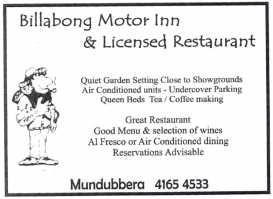 Billabong Motor Inn
& Licensed Restaurant
Quiet Garden Setting Close to Showgrounds
Air Conditioned units - Undercover Parking
Queen Beds Tea / Coffee making
Great Restaurant
Good Menu & selection of wines
Al Fresco or Air Conditioned dining
Reservations Advisable
Mundubbera 4165 4533